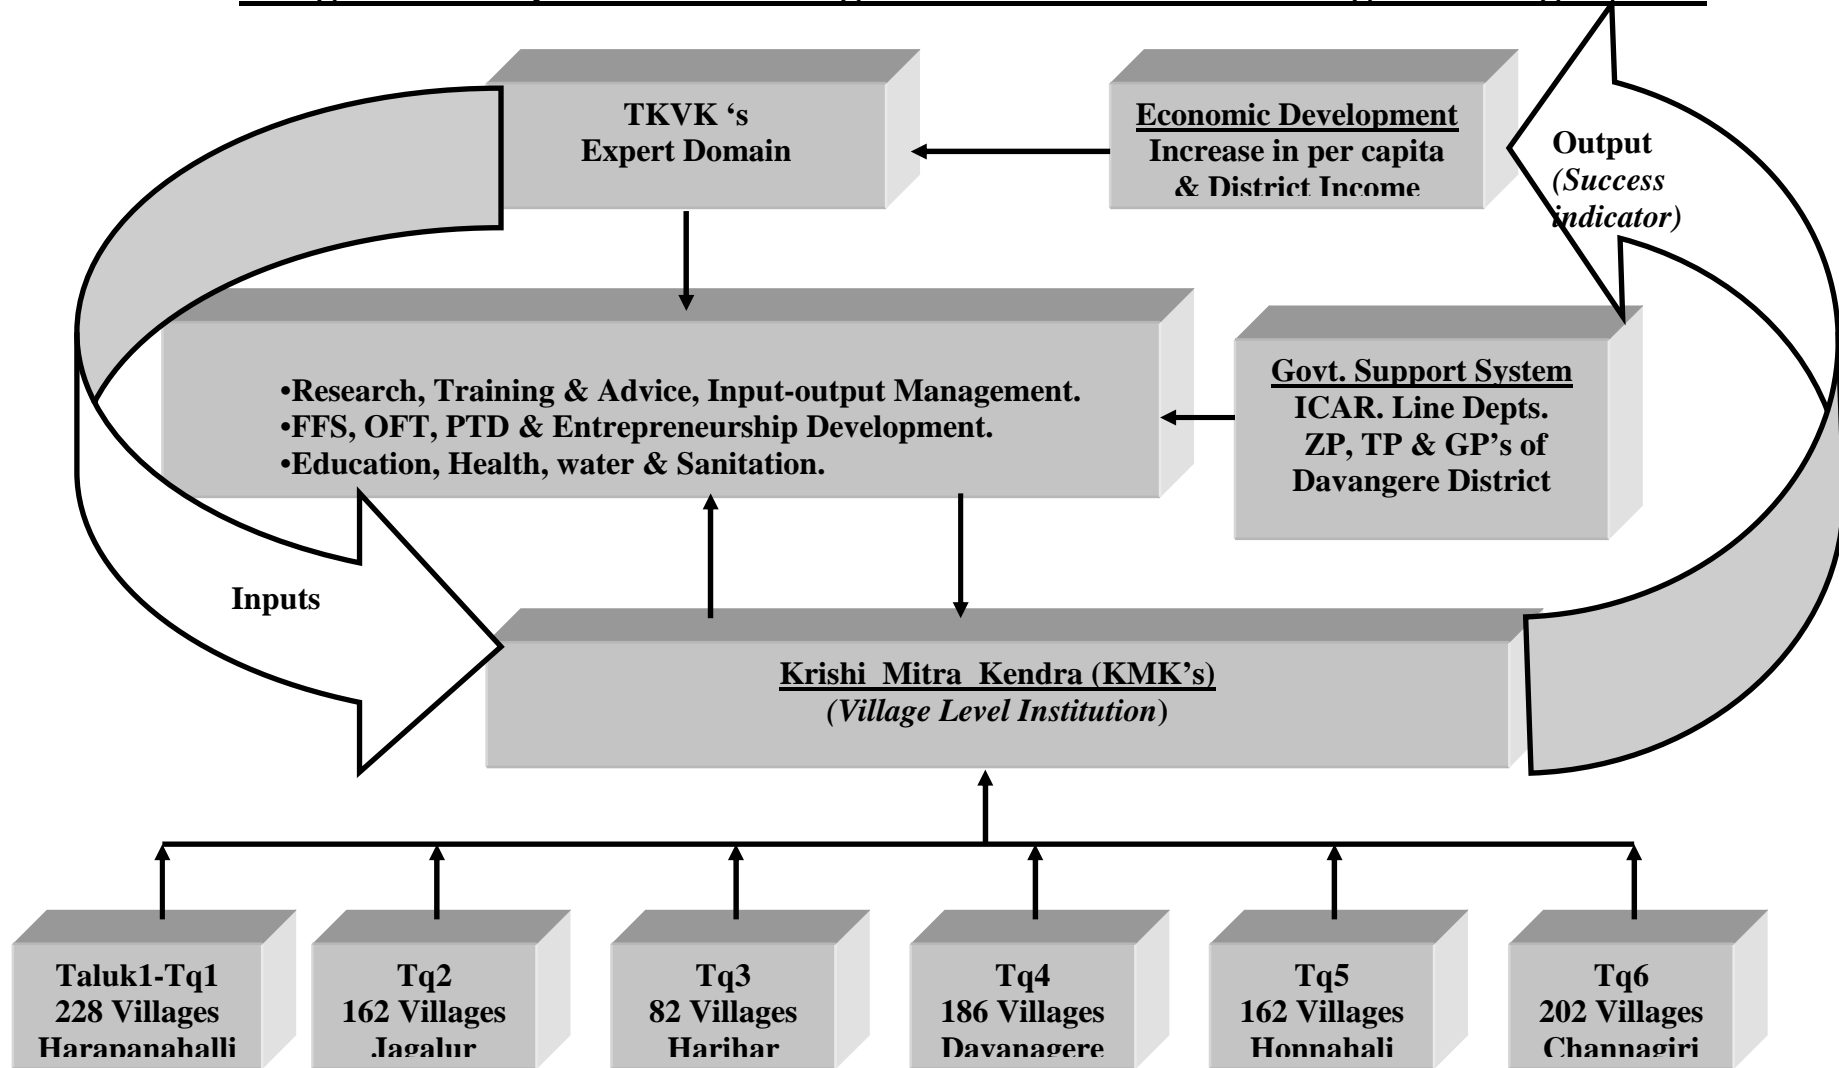 TKVK ‘s
Expert Domain
Economic Development
Increase in per capita
& District Income
Output
(Success
indicator)
•Research, Training & Advice, Input-output Management.
•FFS, OFT, PTD & Entrepreneurship Development.
•Education, Health, water & Sanitation.
Govt. Support System
ICAR. Line Depts.
ZP, TP & GP’s of
Davangere District
Inputs
Krishi Mitra Kendra (KMK’s)
(Village Level Institution)
Taluk1-Tq1
228 Villages
Harapanahalli
Tq2
162 Villages
Jagalur
Tq3
82 Villages
Harihar
Tq4
186 Villages
Davanagere
Tq5
162 Villages
Honnahali
Tq6
202 Villages
Channagiri